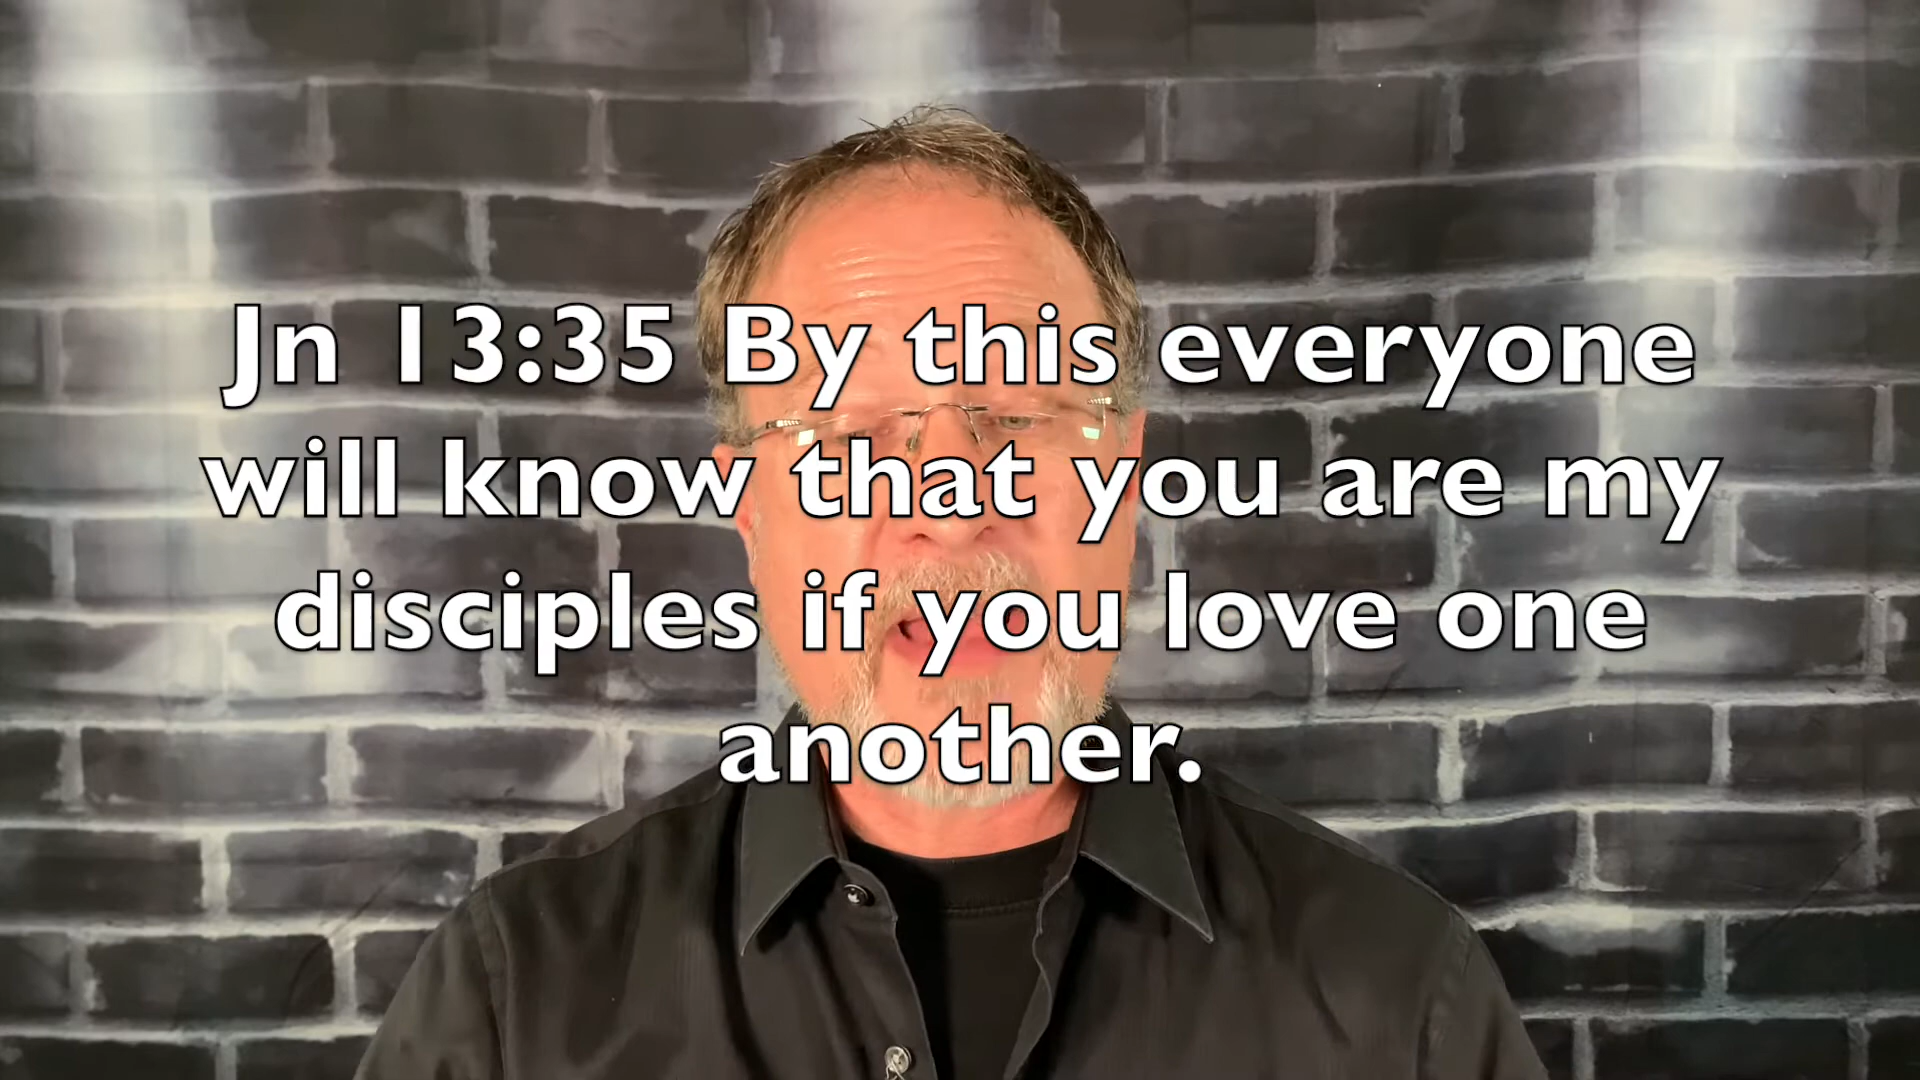 Jn 13:35 By this everyone
will know that you are my
disciples if you love one
another.